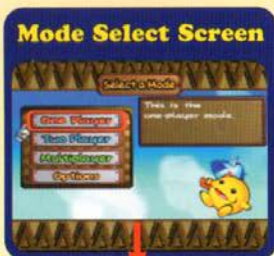 Mode Select Screen
Select a Mode
One Player
Two Player
Multiplayer
Options
This is the
one-player mode.